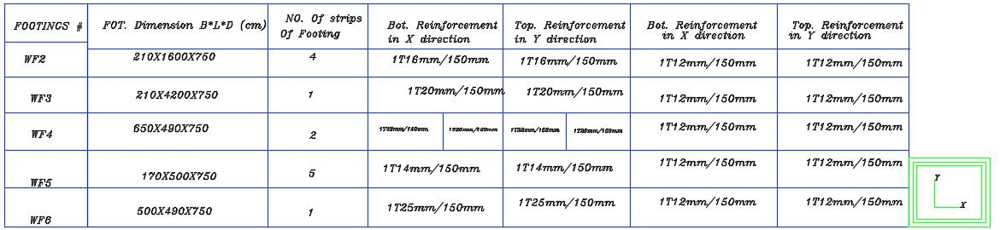 FOOTINGS # FOT. Dimension B*L*D (cm) NO. Of strips Of Footing Bot. Reinforcement in X direction Top. Reinforcement in Y direction Bot. Reinforcement in X direction Top. Reinforcement in Y direction
WF2 210X1600X750 4 1T16mm/150mm 1T16mm/150mm 1T12mm/150mm 1T12mm/150mm
WF3 210X4200X750 1 1T20mm/150mm 1T20mm/150mm 1T12mm/150mm 1T12mm/150mm
WF4 650X490X750 2 1T12mm/150mm 1T12mm/150mm
WF5 170X500X750 5 1T14mm/150mm 1T14mm/150mm 1T12mm/150mm 1T12mm/150mm
WF6 500X490X750 1 1T25mm/150mm 1T25mm/150mm 1T12mm/150mm 1T12mm/150mm
Y
X